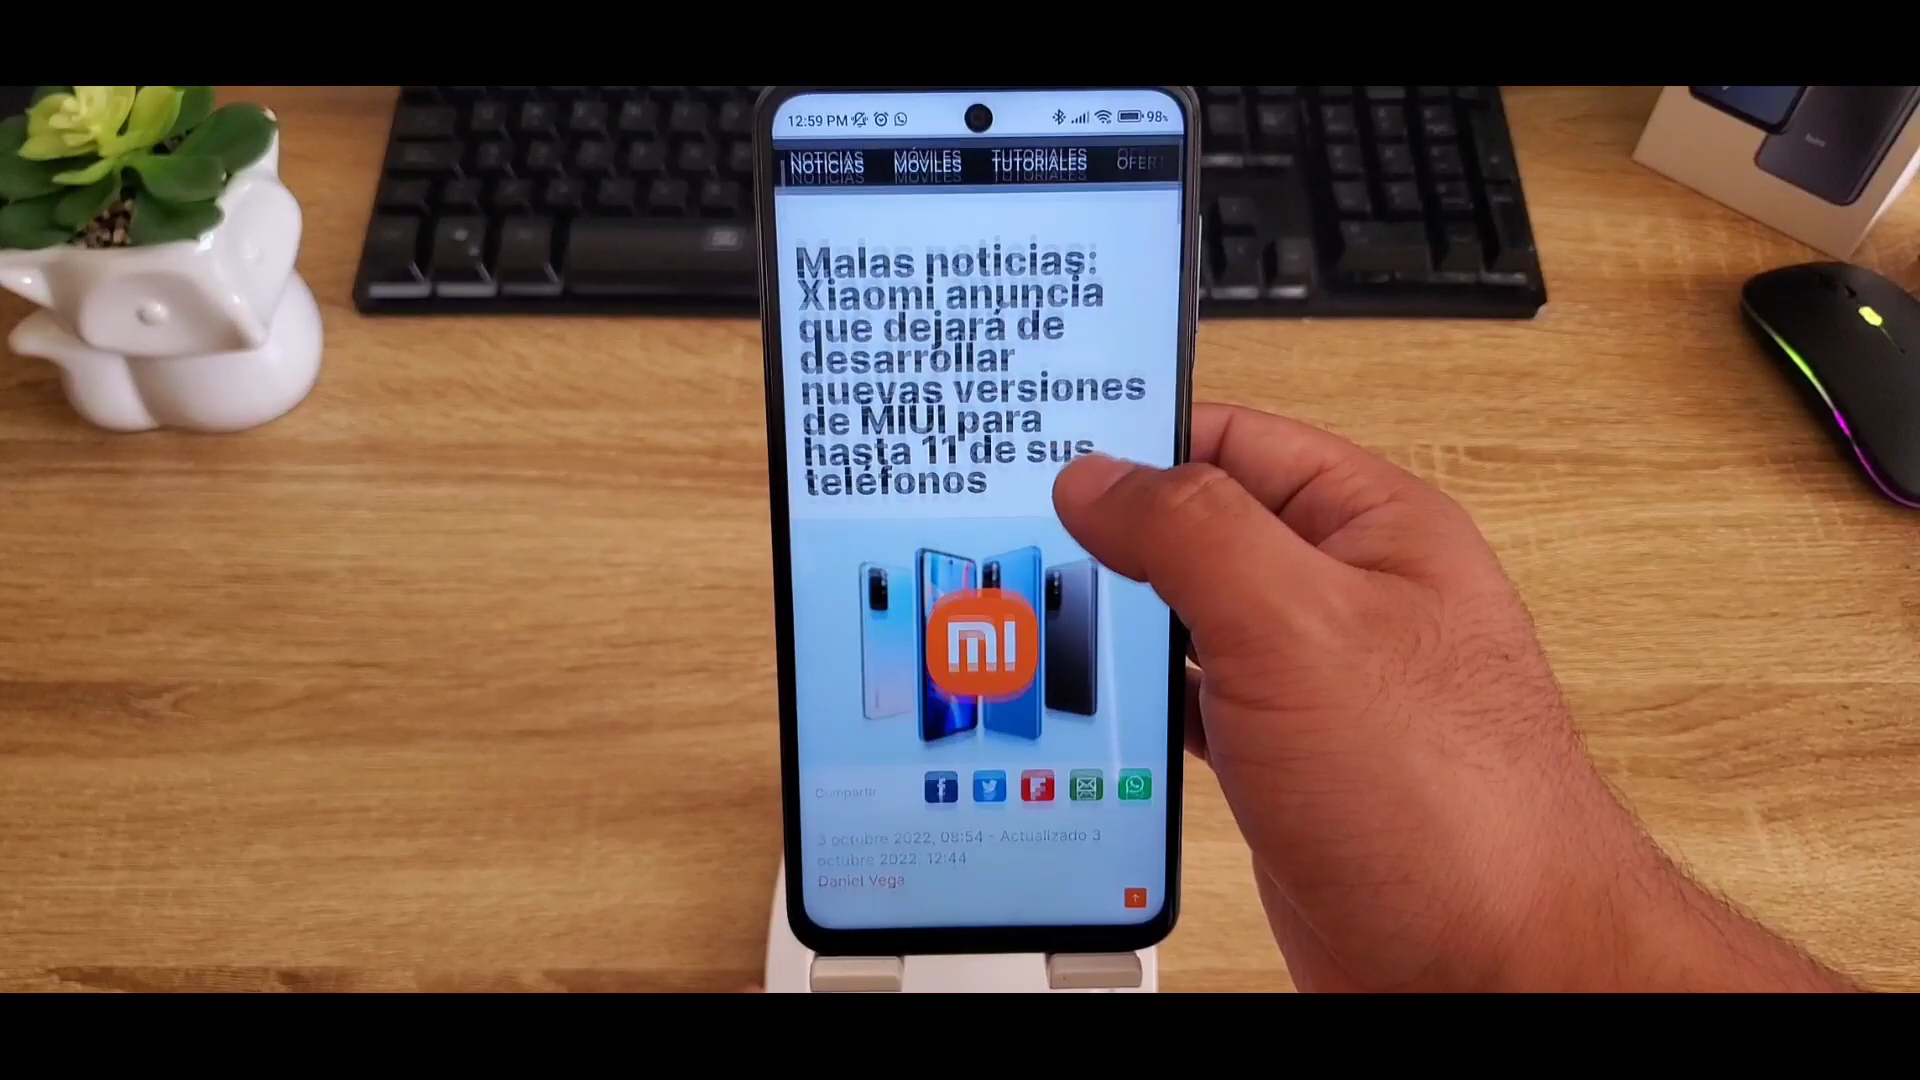 12:59 PM 98%
NOTICIAS MÓVILES TUTORIALES OFER
Malas noticias:
Xiaomi anuncia
que dejará de
desarrollar
nuevas versiones
de MIUI para
hasta 11 de sus
teléfonos
Compartir
3 octubre 2022, 08:54 - Actualizado 3
octubre 2022, 12:44
Daniel Vega